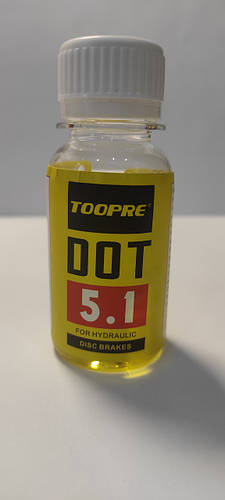 TOOPRE®
DOT
5.1
FOR HYDRAULIC
DISC BRAKES